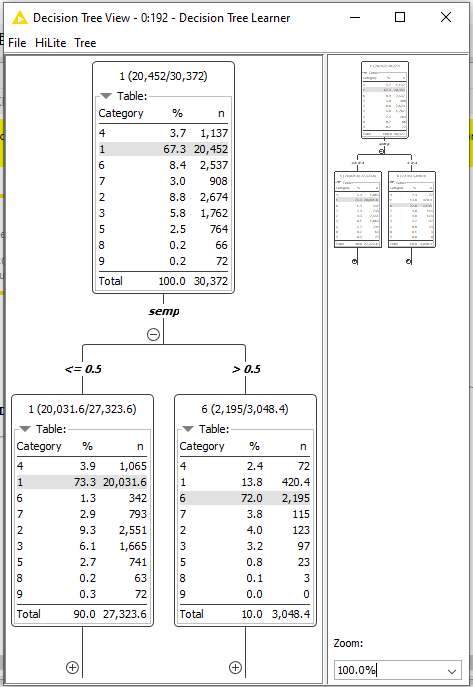 Decision Tree View - 0:192 - Decision Tree Learner
File HiLite Tree
1 (20,452/30,372)
Table:
Category % n
4 3.7 1,137
1 67.3 20,452
6 8.4 2,537
7 3.0 908
2 8.8 2,674
3 5.8 1,762
5 2.5 764
8 0.2 66
9 0.2 72
Total 100.0 30,372
semp
<= 0.5 > 0.5
1 (20,031.6/27,323.6)
Table:
Category % n
4 3.9 1,065
1 73.3 20,031.6
6 1.3 342
7 2.9 793
2 9.3 2,551
3 6.1 1,665
5 2.7 741
8 0.2 63
9 0.3 72
Total 90.0 27,323.6
6 (2,195/3,048.4)
Table:
Category % n
4 2.4 72
1 13.8 420.4
6 72.0 2,195
7 3.8 115
2 4.0 123
3 3.2 97
5 0.8 23
8 0.1 3
9 0.0 0
Total 10.0 3,048.4
Zoom:
100.0%